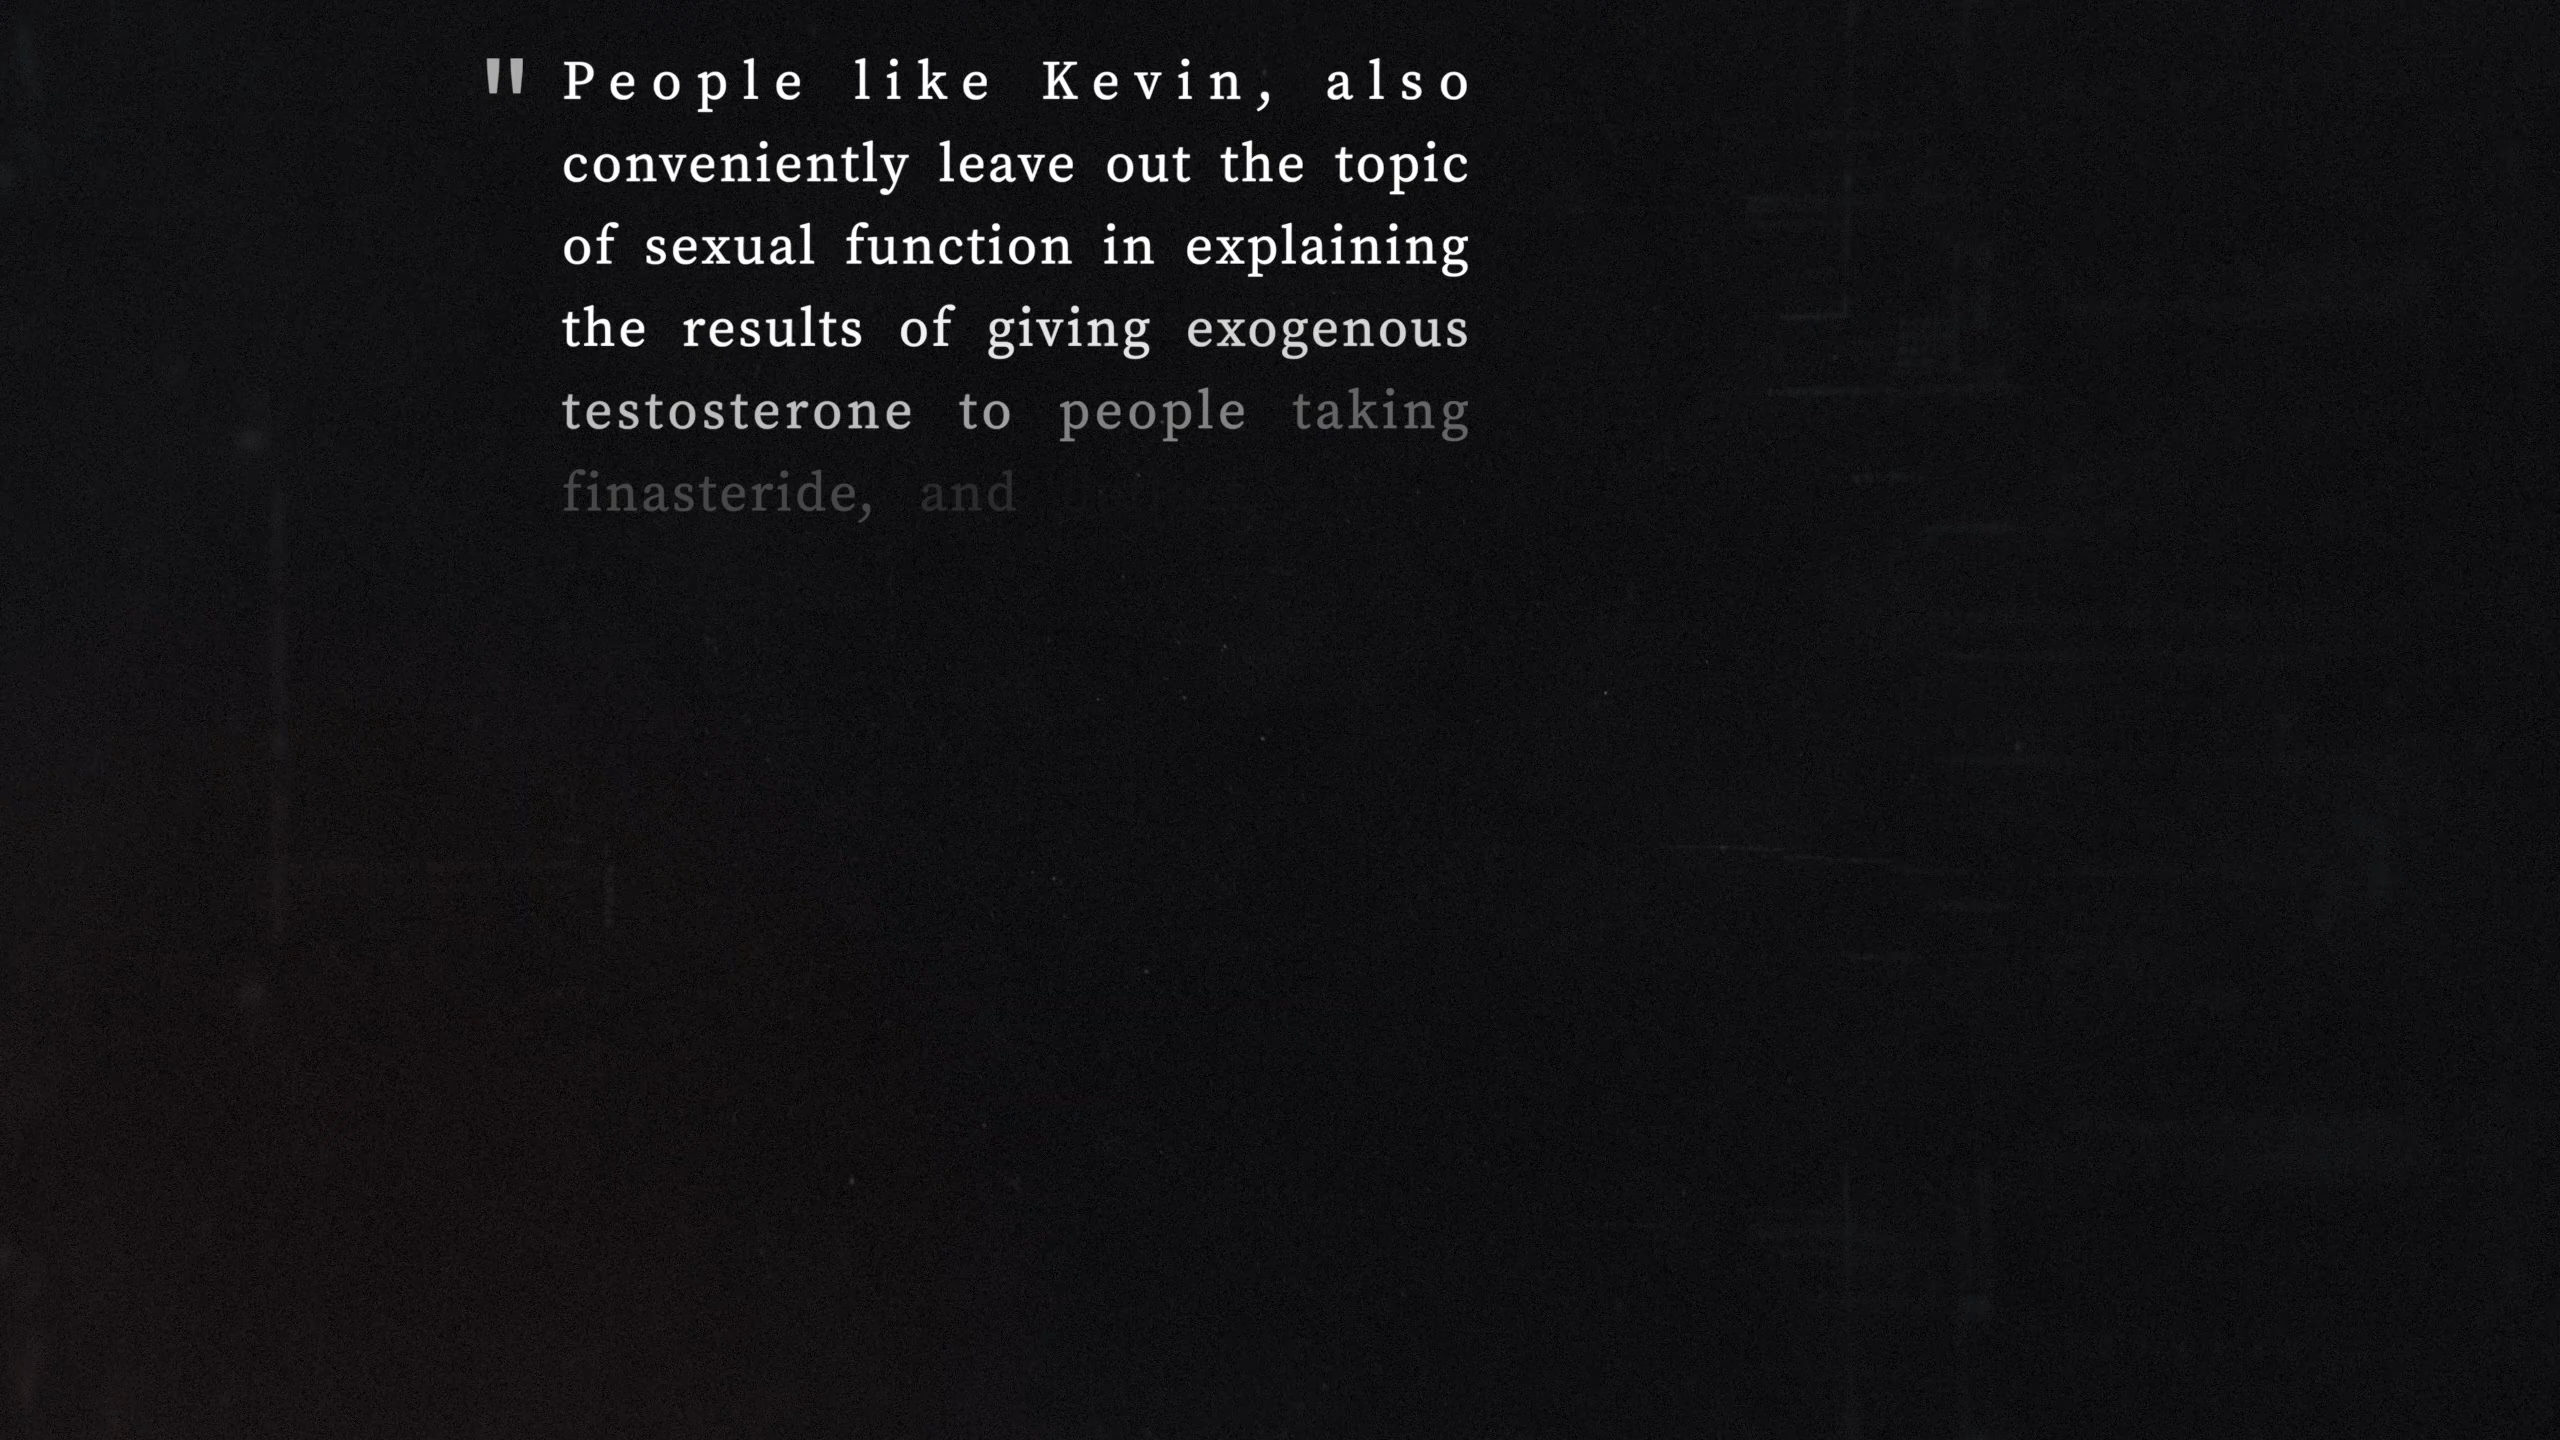 " People like Kevin, also
conveniently leave out the topic
of sexual function in explaining
the results of giving exogenous
testosterone to people taking
finasteride, and